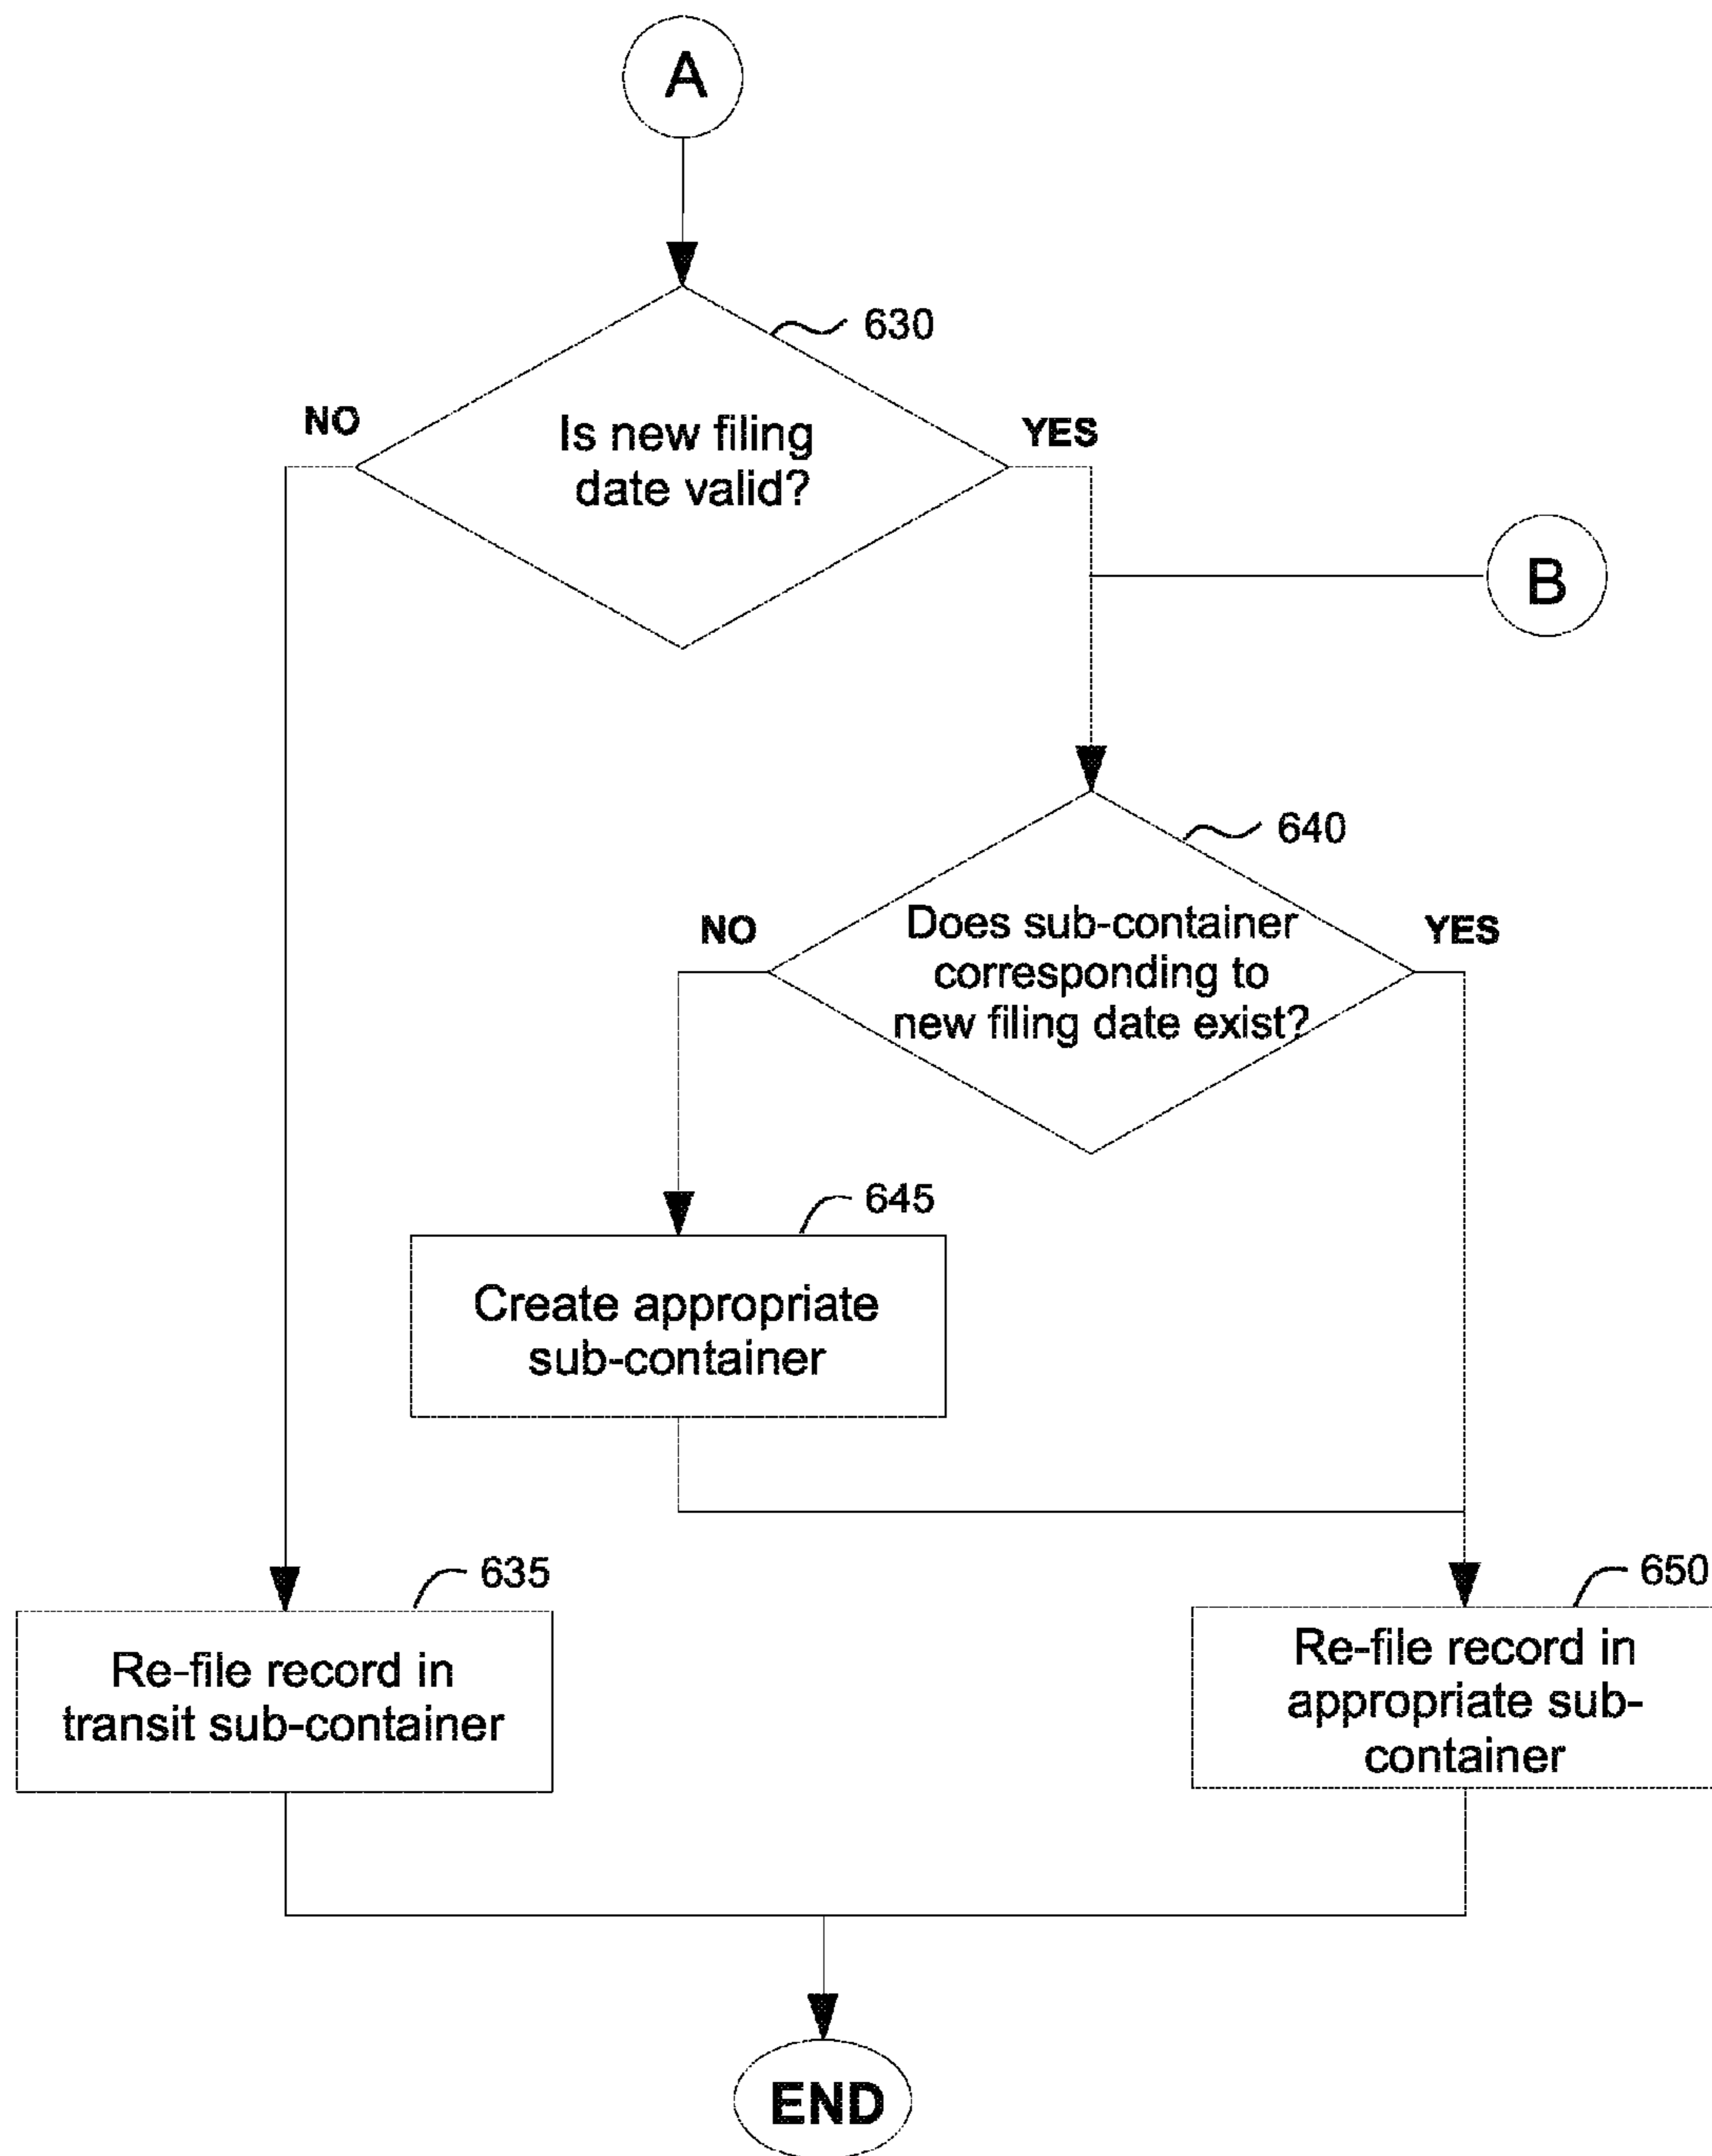 A
630
NO
Is new filing
date valid?
YES
B
640
NO
Does sub-container
corresponding to
new filing date exist?
YES
645
Create appropriate
sub-container
635
Re-file record in
transit sub-container
650
Re-file record in
appropriate sub-
container
END